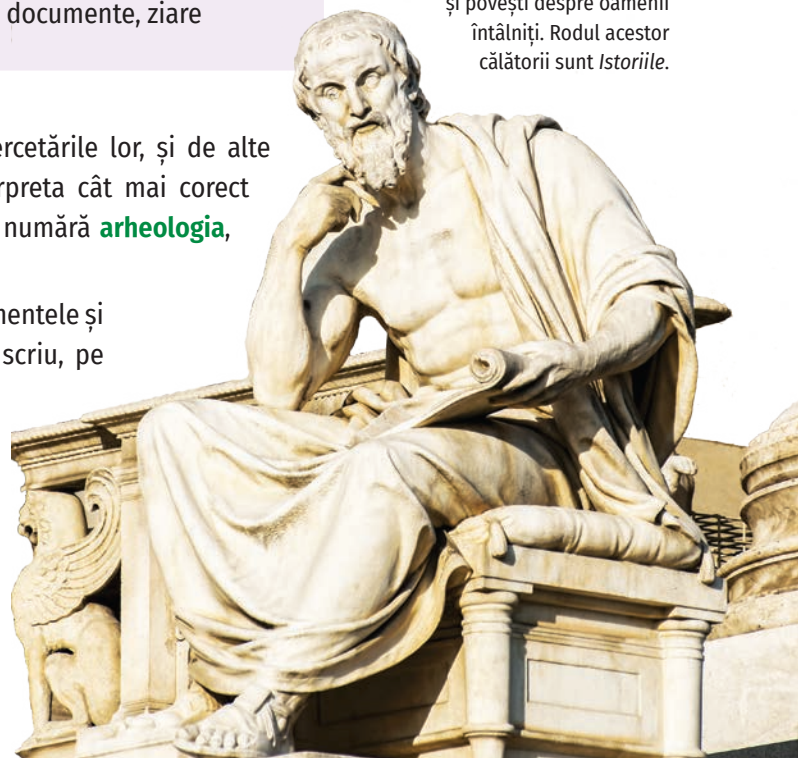 documente, ziare
și povești despre oamenii
întâlniți. Rodul acestor
călătorii sunt Istoriile.
ercetările lor, și de alte
rpreta cât mai corect
numără arheologia,
mentele și
scriu, pe